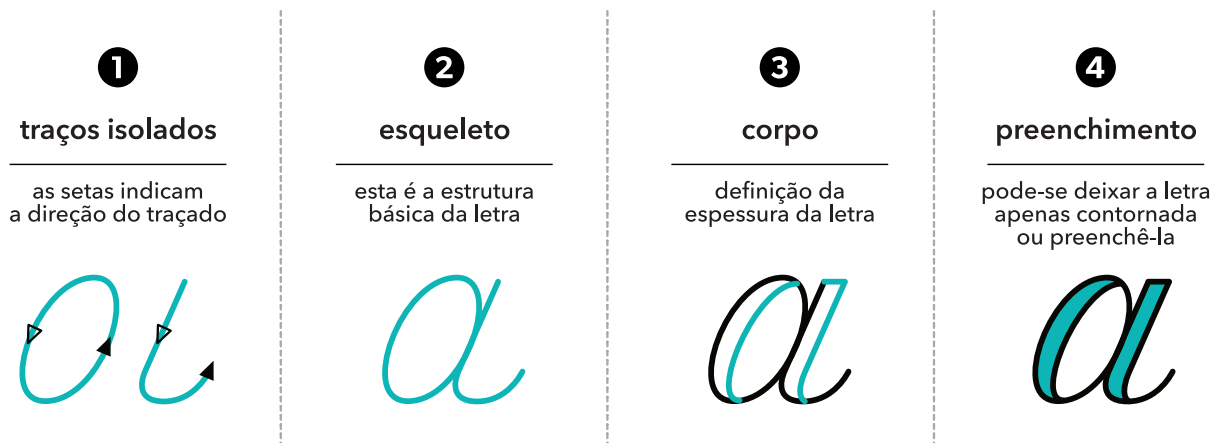 1
traços isolados
as setas indicam
a direção do traçado
2
esqueleto
esta é a estrutura
básica da letra
a
3
corpo
definição da
espessura da letra
a
4
preenchimento
pode-se deixar a letra
apenas contornada
ou preenchê-la
a